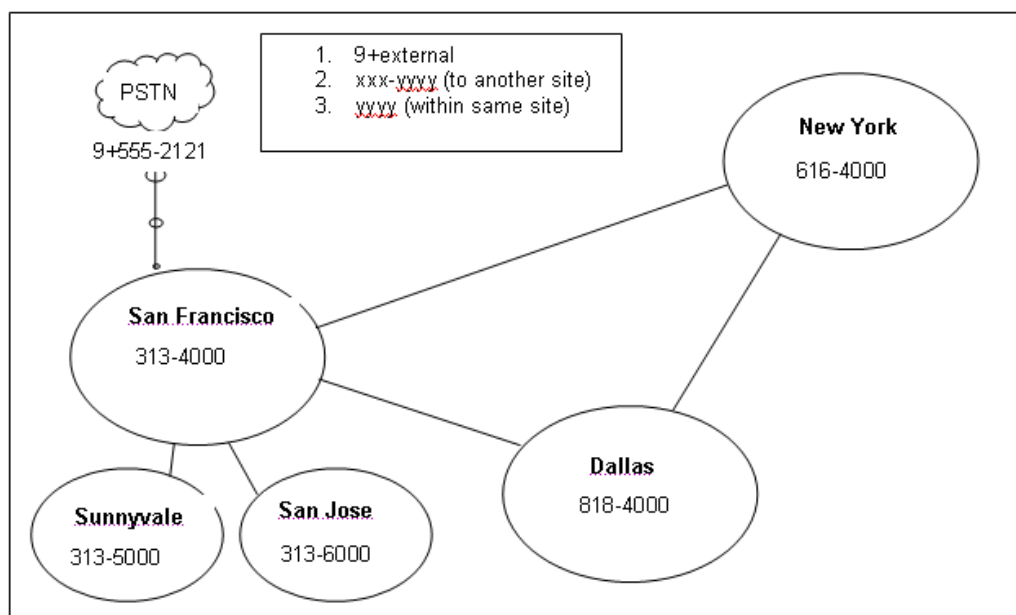 PSTN
9+555-2121
1. 9+external
2. xxx-yyyy (to another site)
3. yyyy (within same site)
New York
616-4000
San Francisco
313-4000
Dallas
818-4000
Sunnyvale
313-5000
San Jose
313-6000